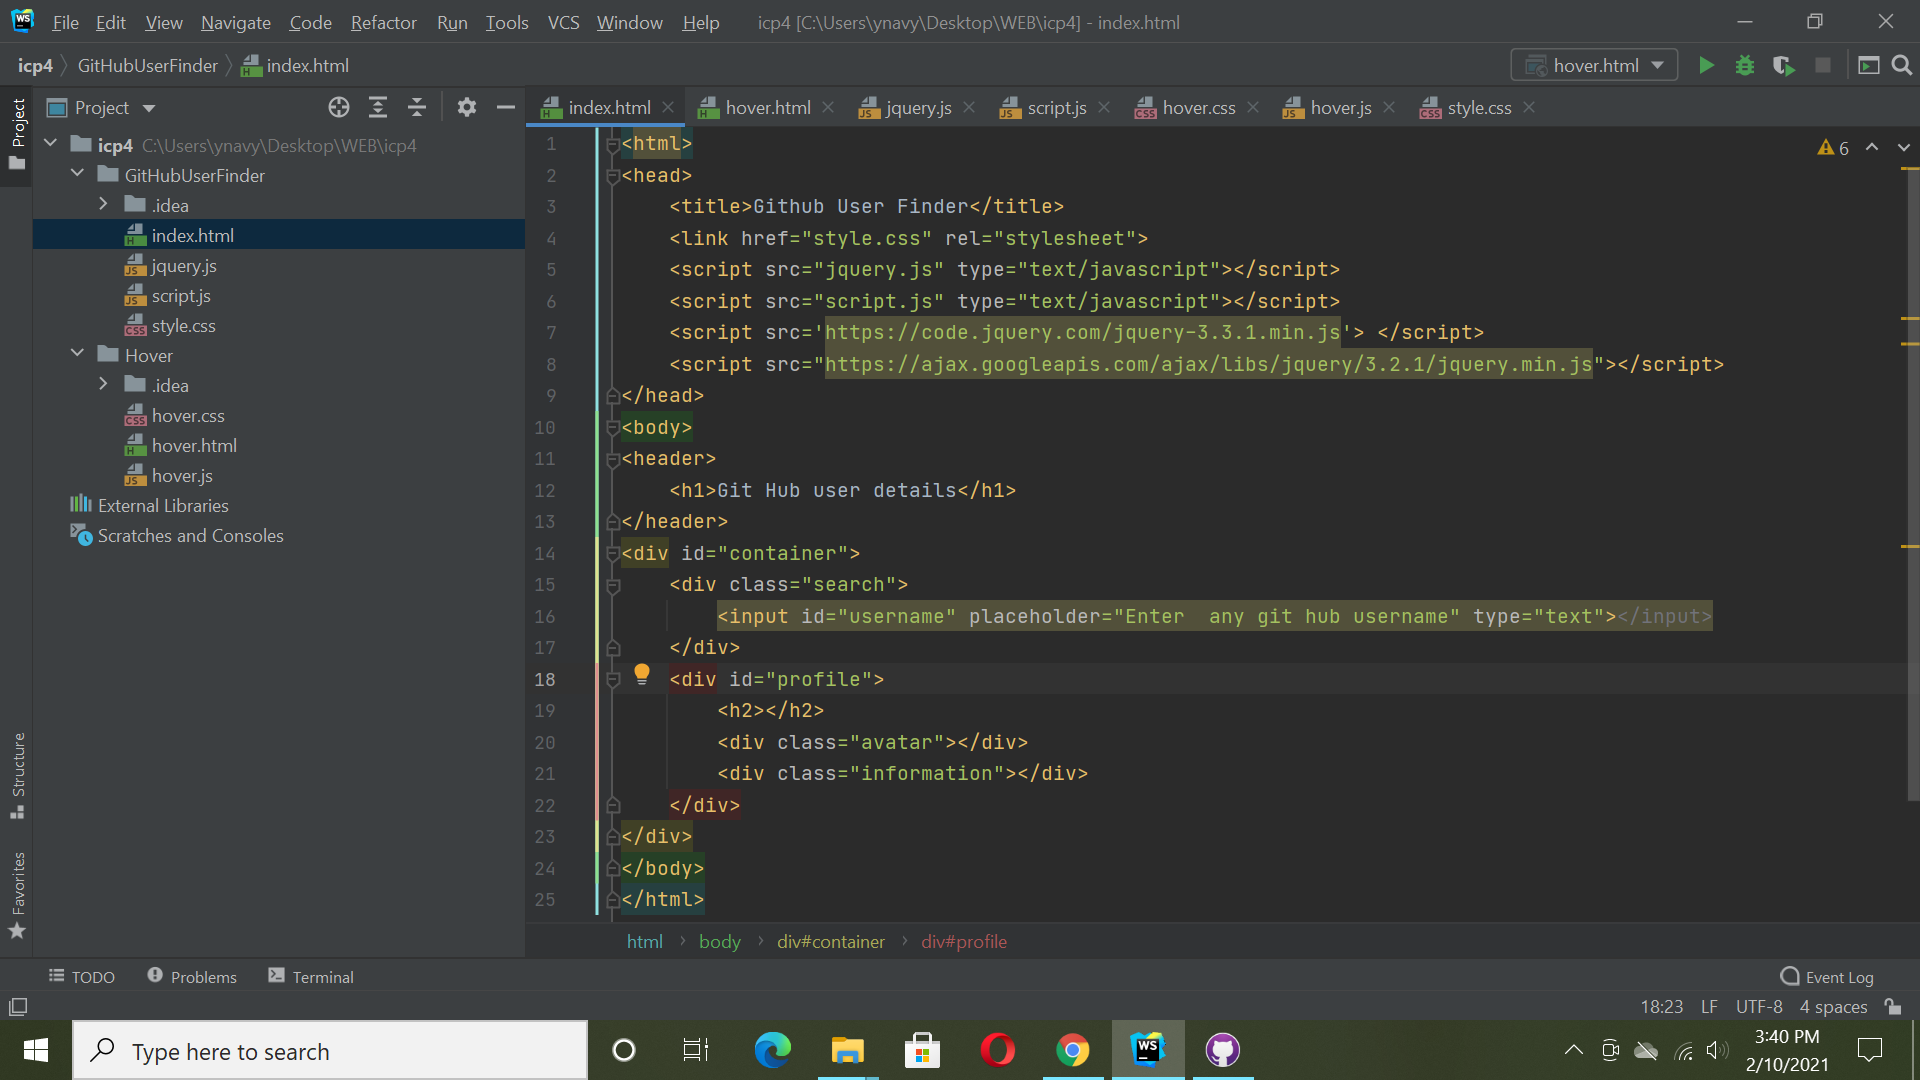 File Edit View Navigate Code Refactor Run Tools VCS Window Help icp4 [C:\Users\ynavy\Desktop\WEB\icp4] - index.html
icp4 GitHubUserFinder index.html hover.html
Project
Project
index.html hover.html jquery.js script.js hover.css hover.js style.css
icp4 C:\Users\ynavy\Desktop\WEB\icp4
GitHubUserFinder
.idea
index.html
jquery.js
script.js
style.css
Hover
.idea
hover.css
hover.html
hover.js
External Libraries
Scratches and Consoles
Structure
Favorites
6
1 <html>
2 <head>
3 <title>Github User Finder</title>
4 <link href="style.css" rel="stylesheet">
5 <script src="jquery.js" type="text/javascript"></script>
6 <script src="script.js" type="text/javascript"></script>
7 <script src='https://code.jquery.com/jquery-3.3.1.min.js'> </script>
8 <script src="https://ajax.googleapis.com/ajax/libs/jquery/3.2.1/jquery.min.js"></script>
9 </head>
10 <body>
11 <header>
12 <h1>Git Hub user details</h1>
13 </header>
14 <div id="container">
15 <div class="search">
16 <input id="username" placeholder="Enter  any git hub username" type="text"></input>
17 </div>
18 <div id="profile">
19 <h2></h2>
20 <div class="avatar"></div>
21 <div class="information"></div>
22 </div>
23 </div>
24 </body>
25 </html>
html body div#container div#profile
TODO Problems Terminal Event Log
18:23 LF UTF-8 4 spaces
Type here to search
3:40 PM
2/10/2021